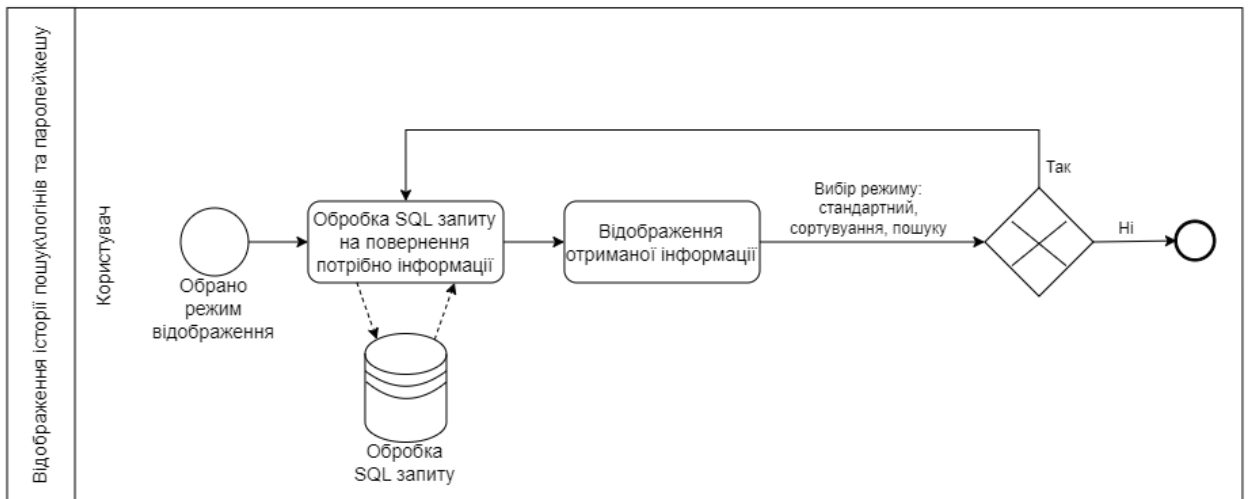 Відображення історії пошуку\логінів та паролей\кешу
Користувач
Обрано
режим
відображення
Обробка SQL запиту
на повернення
потрібно інформації
Обробка
SQL запиту
Відображення
отриманої інформації
Вибір режиму:
стандартний,
сортувуання, пошуку
Так
Ні